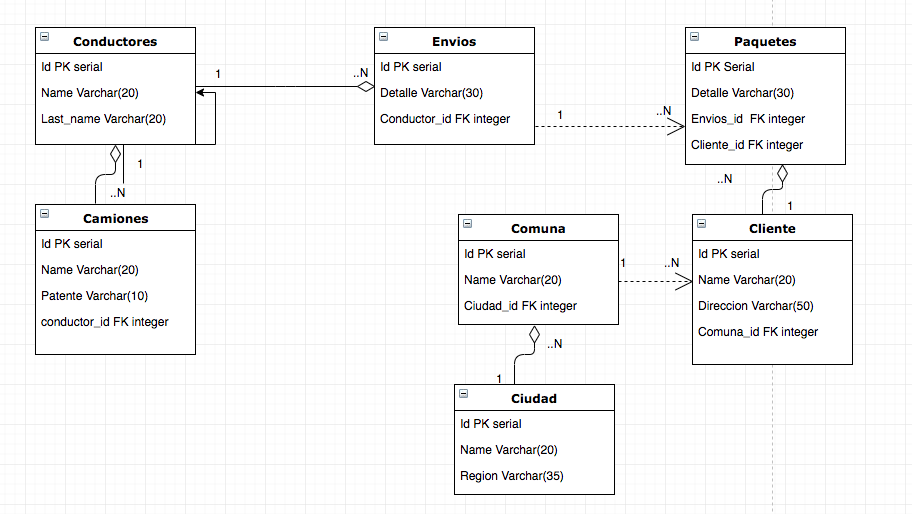 Conductores
Id PK serial
Name Varchar(20)
Last_name Varchar(20)
1
..N
Envios
Id PK serial
Detalle Varchar(30)
Conductor_id FK integer
1
..N
Paquetes
Id PK Serial
Detalle Varchar(30)
Envios_id FK integer
Cliente_id FK integer
1
..N
Camiones
Id PK serial
Name Varchar(20)
Patente Varchar(10)
conductor_id FK integer
..N
1
Comuna
Id PK serial
Name Varchar(20)
Ciudad_id FK integer
1
..N
Cliente
Id PK serial
Name Varchar(20)
Direccion Varchar(50)
Comuna_id FK integer
..N
1
Ciudad
Id PK serial
Name Varchar(20)
Region Varchar(35)